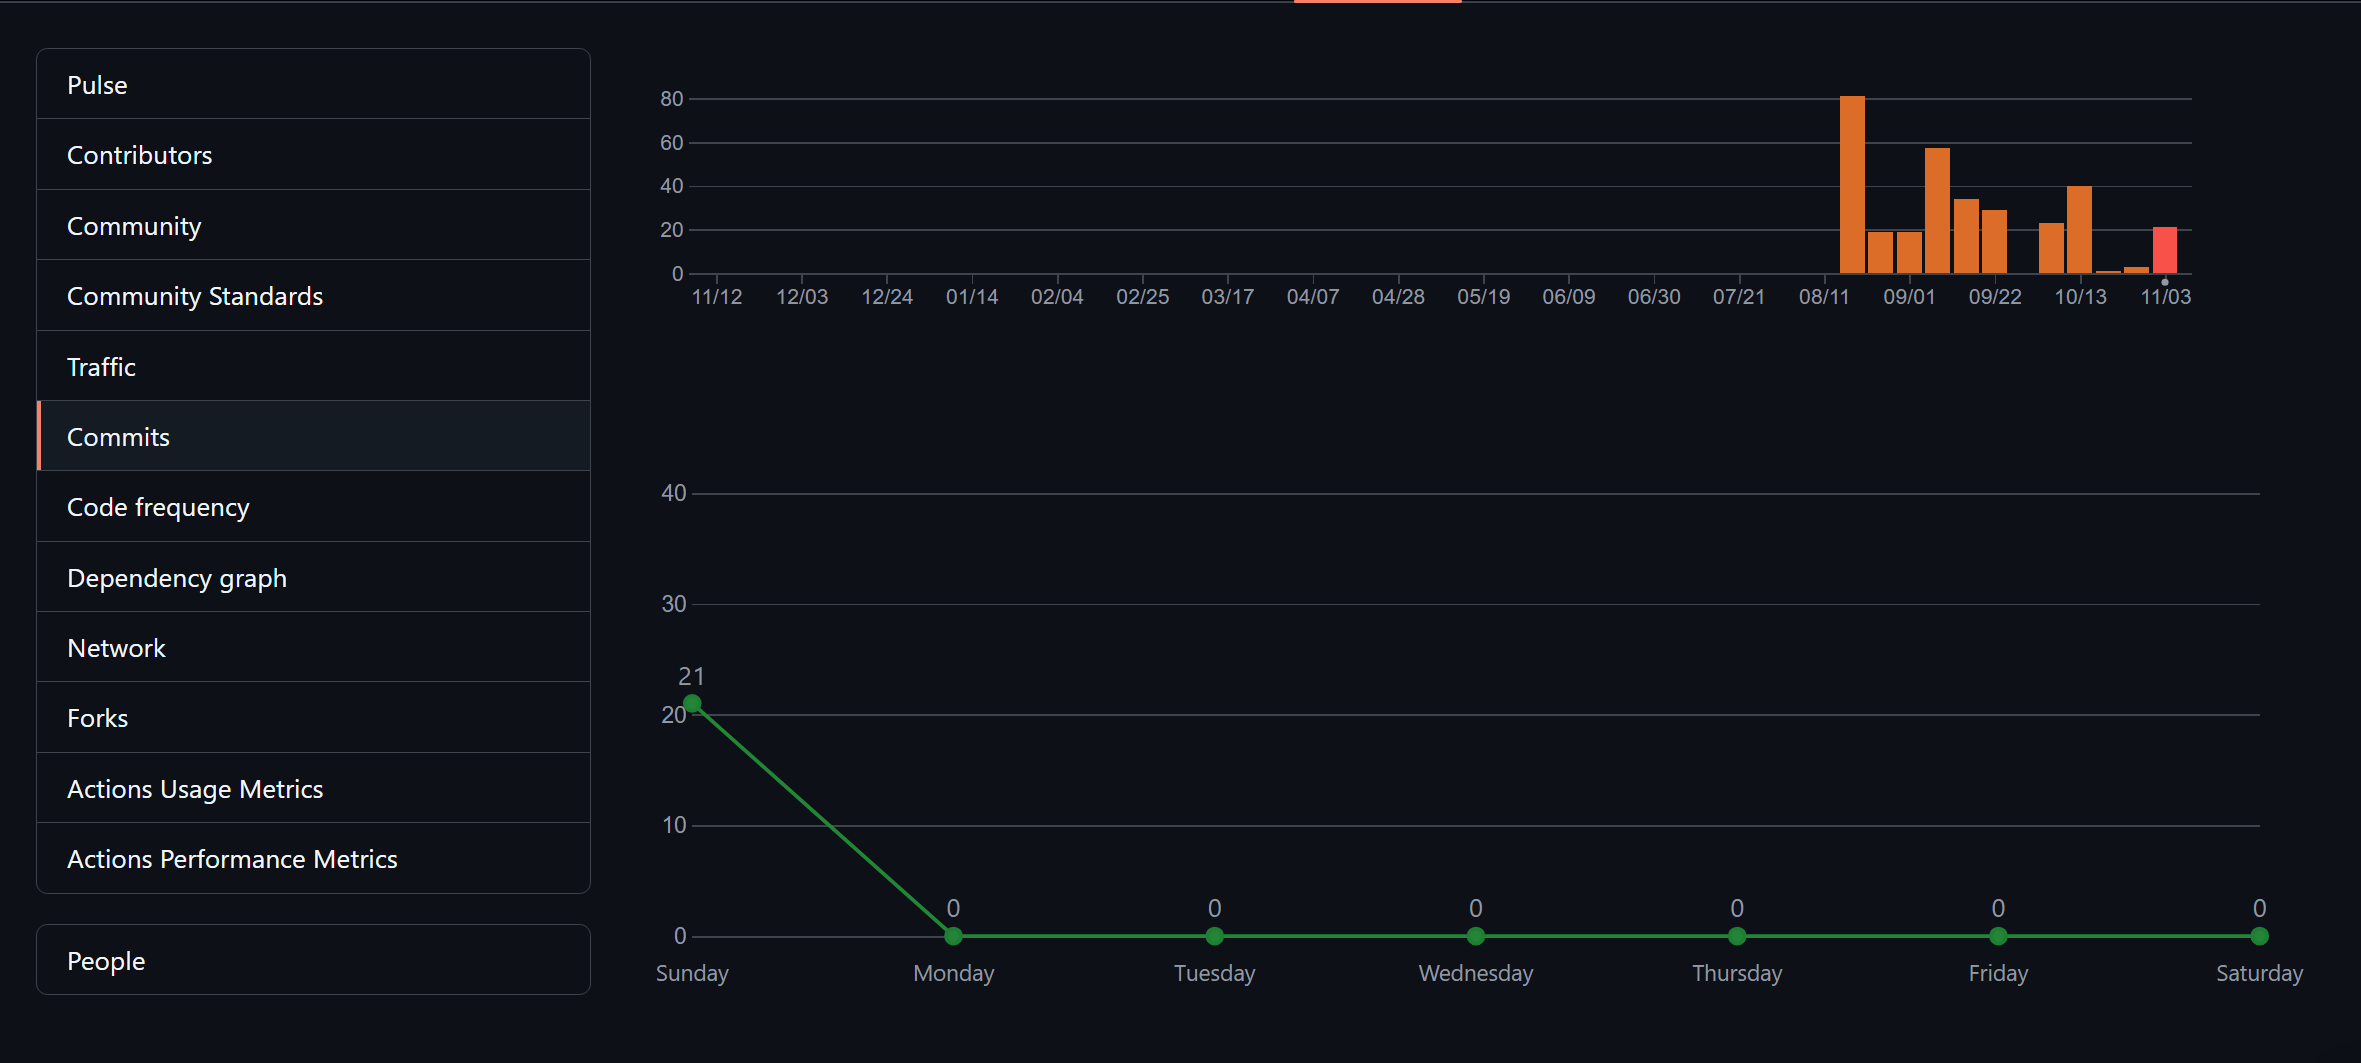 Pulse
Contributors
Community
Community Standards
Traffic
Commits
Code frequency
Dependency graph
Network
Forks
Actions Usage Metrics
Actions Performance Metrics
People
80
60
40
20
0
11/12 12/03 12/24 01/14 02/04 02/25 03/17 04/07 04/28 05/19 06/09 06/30 07/21 08/11 09/01 09/22 10/13 11/03
40
30
21
20
10
0 0 0 0 0 0
0
Sunday Monday Tuesday Wednesday Thursday Friday Saturday